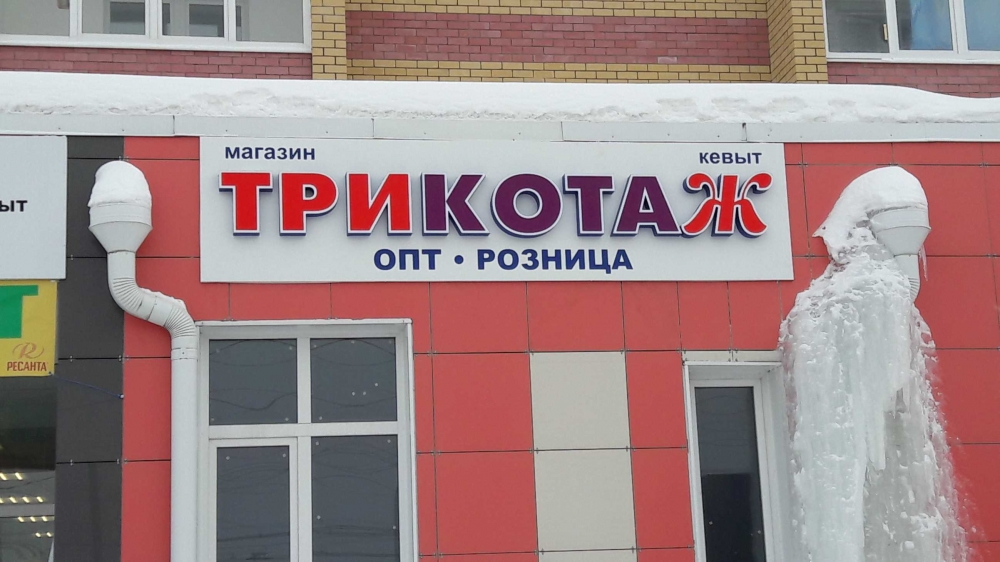 магазин кевыт
ТРИКОТАЖ
ОПТ • РОЗНИЦА
ыт
R
РЕСАНТА